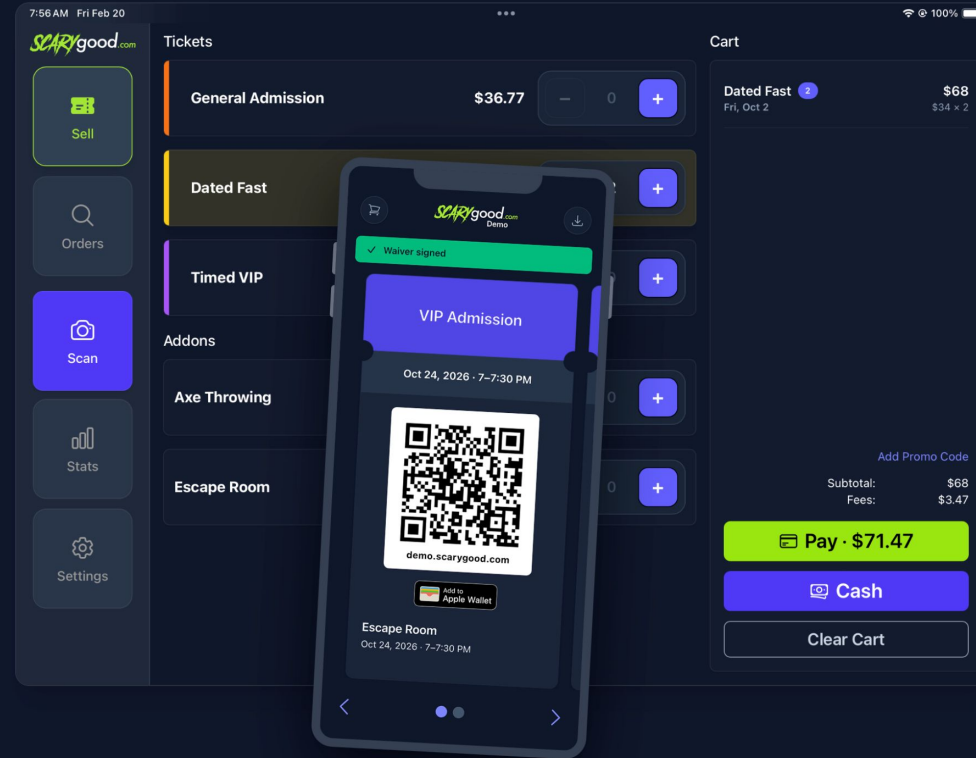 7:56 AM Fri Feb 20
100%
SCARYgood.com
Sell
Orders
Scan
Stats
Settings
Tickets
General Admission $36.77 − 0 +
Dated Fast +
Timed VIP +
Addons
Axe Throwing 0 +
Escape Room 0 +
SCARYgood.com
Demo
Waiver signed
VIP Admission
Oct 24, 2026 · 7–7:30 PM
demo.scarygood.com
Add to
Apple Wallet
Escape Room
Oct 24, 2026 · 7–7:30 PM
Cart
Dated Fast 2 $68
Fri, Oct 2 $34 × 2
Add Promo Code
Subtotal: $68
Fees: $3.47
Pay · $71.47
Cash
Clear Cart